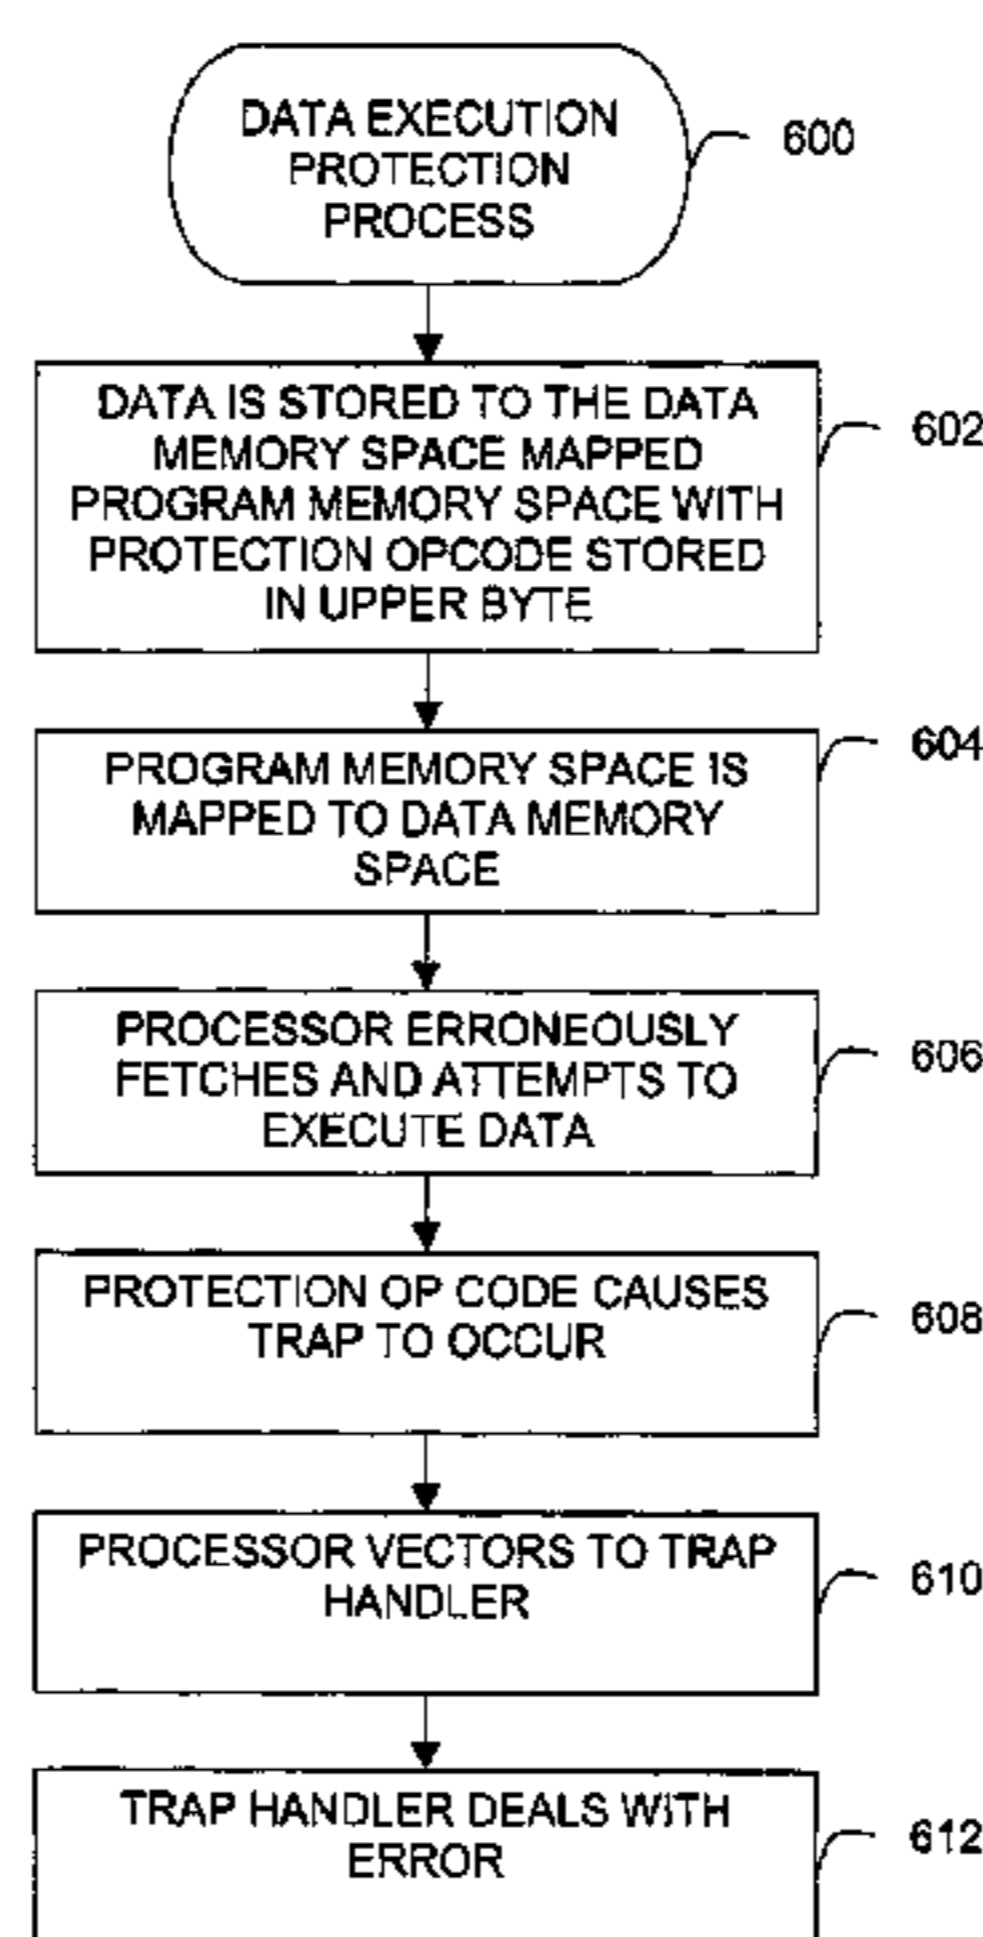 DATA EXECUTION
PROTECTION
PROCESS
600
DATA IS STORED TO THE DATA
MEMORY SPACE MAPPED
PROGRAM MEMORY SPACE WITH
PROTECTION OPCODE STORED
IN UPPER BYTE
602
PROGRAM MEMORY SPACE IS
MAPPED TO DATA MEMORY
SPACE
604
PROCESSOR ERRONEOUSLY
FETCHES AND ATTEMPTS TO
EXECUTE DATA
606
PROTECTION OP CODE CAUSES
TRAP TO OCCUR
608
PROCESSOR VECTORS TO TRAP
HANDLER
610
TRAP HANDLER DEALS WITH
ERROR
612